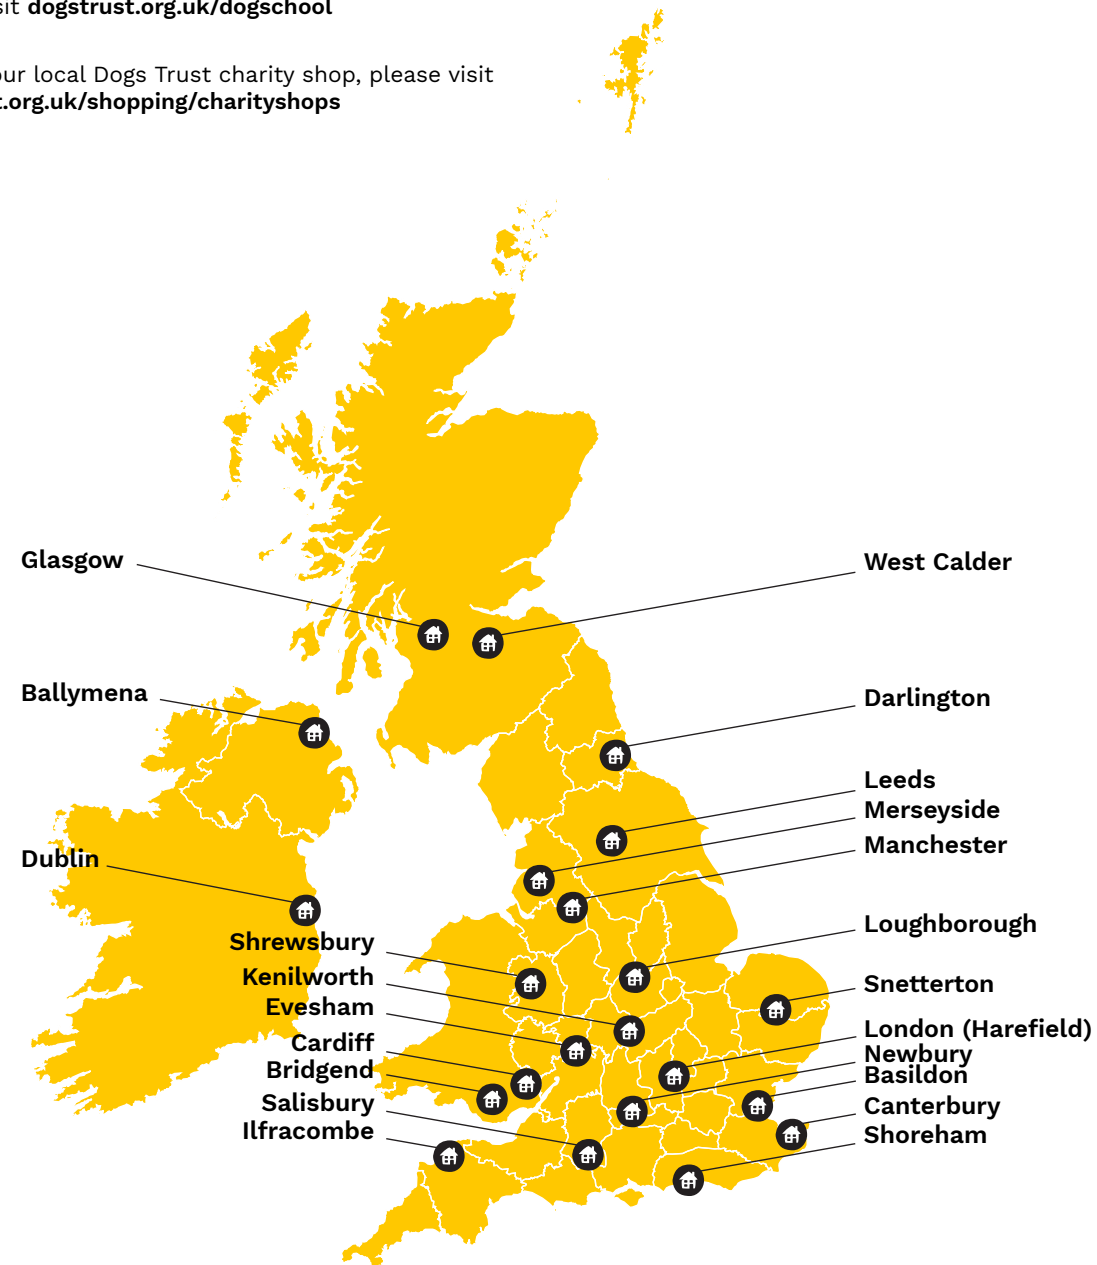 sit dogstrust.org.uk/dogschool
our local Dogs Trust charity shop, please visit
t.org.uk/shopping/charityshops
Glasgow
West Calder
Ballymena
Darlington
Leeds
Merseyside
Manchester
Dublin
Loughborough
Shrewsbury
Kenilworth
Snetterton
Evesham
London (Harefield)
Cardiff
Newbury
Bridgend
Basildon
Salisbury
Canterbury
Ilfracombe
Shoreham